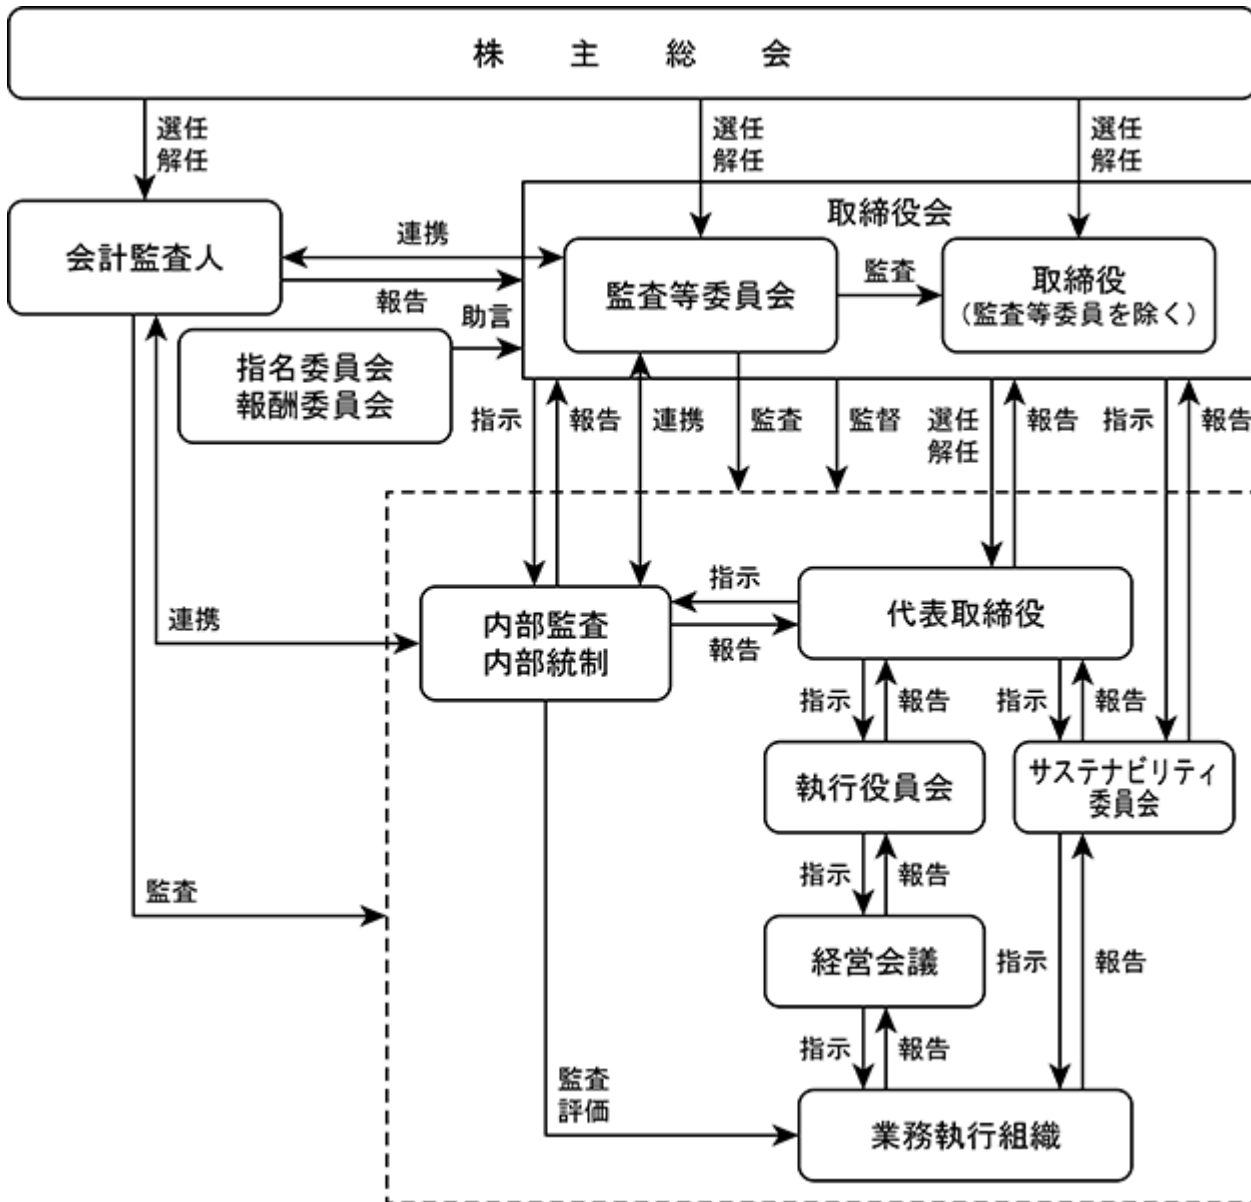 株主総会
選任
解任
選任
解任
選任
解任
取締役会
会計監査人
連携
報告
監査等委員会
監査
取締役
（監査等委員を除く）
助言
指名委員会
報酬委員会
指示
報告
連携
監査
監督
選任
解任
報告
指示
報告
連携
内部監査
内部統制
指示
報告
代表取締役
指示
報告
指示
報告
執行役員会
サステナビリティ
委員会
指示
報告
監査
経営会議
指示
報告
指示
報告
監査
評価
業務執行組織